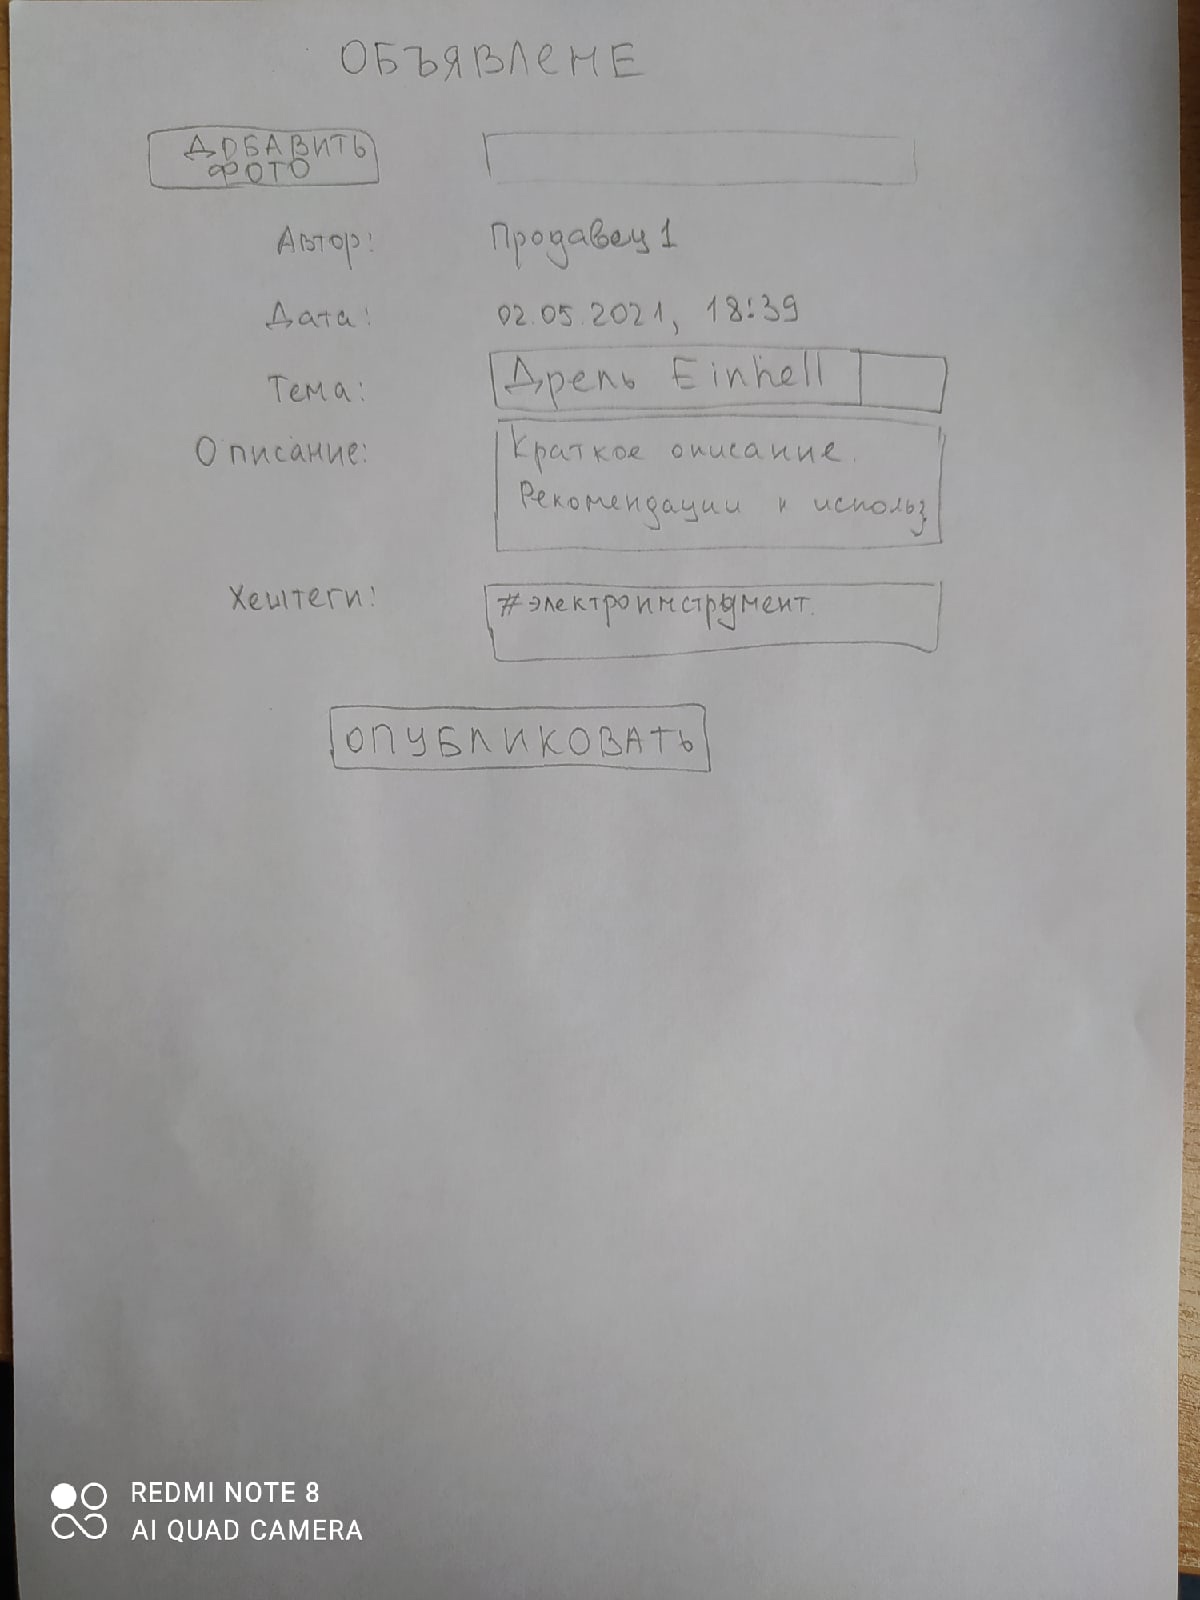 ОБЪЯВЛЕНЕ
ДОБАВИТЬ
ФОТО
Автор: Продавец 1
Дата: 02.05.2021, 18:39
Тема: Дрель Einhell
Описание: Краткое описание.
Рекомендации к использ
Хештеги: #электроинструмент.
ОПУБЛИКОВАТЬ
REDMI NOTE 8
AI QUAD CAMERA